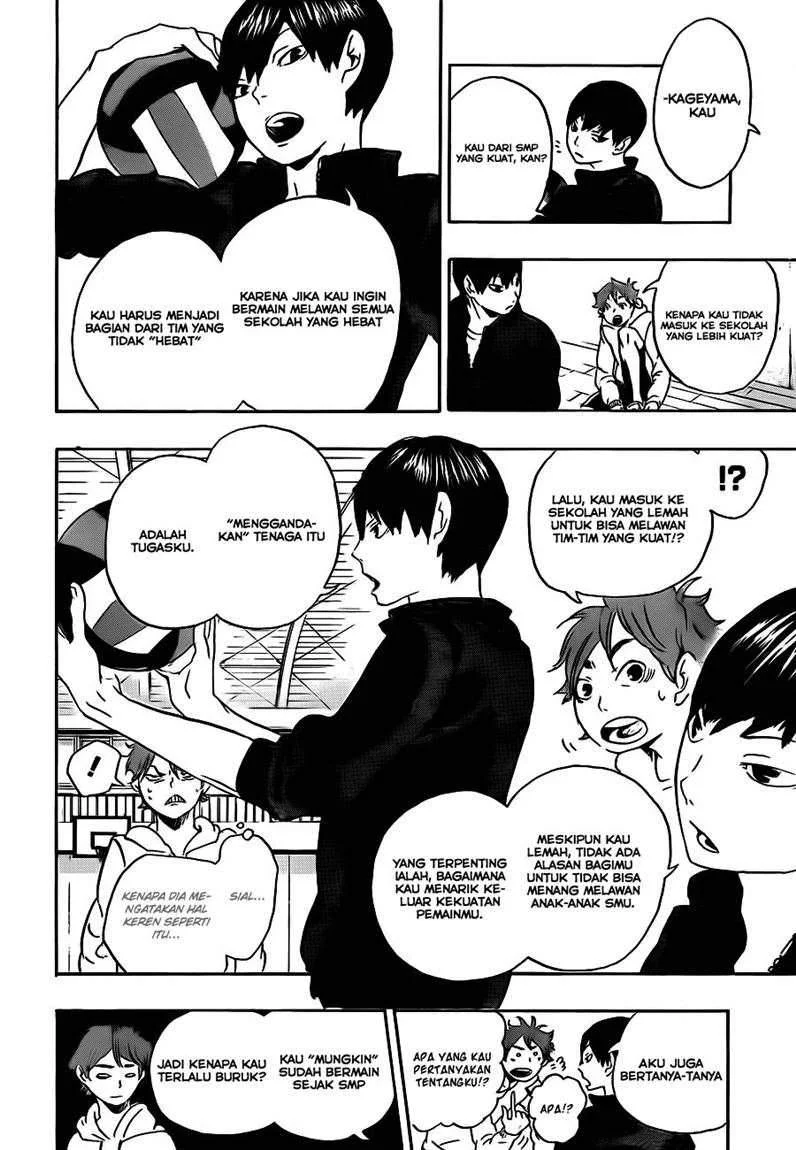 -KAGEYAMA,
KAU
KAU DARI SMP
YANG KUAT, KAN?
KENAPA KAU TIDAK
MASUK KE SEKOLAH
YANG LEBIH KUAT?
KARENA JIKA KAU INGIN
BERMAIN MELAWAN SEMUA
SEKOLAH YANG HEBAT
KAU HARUS MENJADI
BAGIAN DARI TIM YANG
TIDAK "HEBAT"
!?
LALU, KAU MASUK KE
SEKOLAH YANG LEMAH
UNTUK BISA MELAWAN
TIM-TIM YANG KUAT!?
MESKIPUN KAU
LEMAH, TIDAK ADA
ALASAN BAGIMU
UNTUK TIDAK BISA
MENANG MELAWAN
ANAK-ANAK SMU.
YANG TERPENTING
IALAH, BAGAIMANA
KAU MENARIK KE-
LUAR KEKUATAN
PEMAINMU.
"MENGGANDA-
KAN" TENAGA ITU
ADALAH
TUGASKU.
!
SIAL...
KENAPA DIA ME-
NGATAKAN HAL
KEREN SEPERTI
ITU...
AKU JUGA
BERTANYA-TANYA
APA!?
APA YANG KAU
PERTANYAKAN
TENTANGKU!?
KAU "MUNGKIN"
SUDAH BERMAIN
SEJAK SMP
JADI KENAPA KAU
TERLALU BURUK?